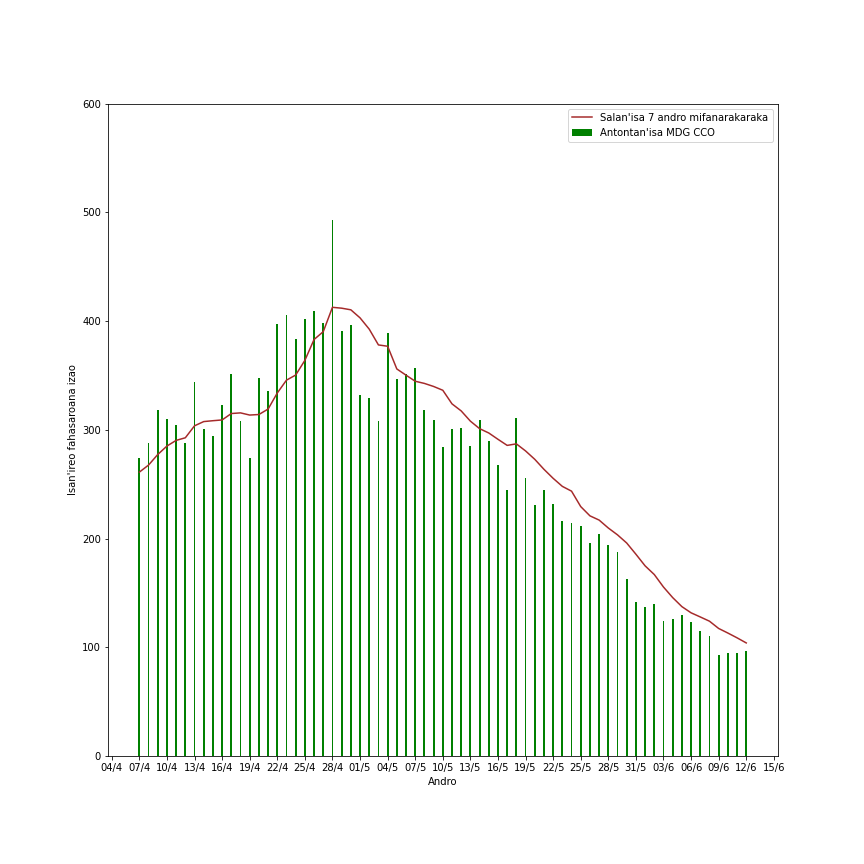 600
Salan'isa 7 andro mifanarakaraka
Antontan'isa MDG CCO
500
400
300
200
100
0
Isan'ireo fahasaroana izao
04/4 07/4 10/4 13/4 16/4 19/4 22/4 25/4 28/4 01/5 04/5 07/5 10/5 13/5 16/5 19/5 22/5 25/5 28/5 31/5 03/6 06/6 09/6 12/6 15/6
Andro